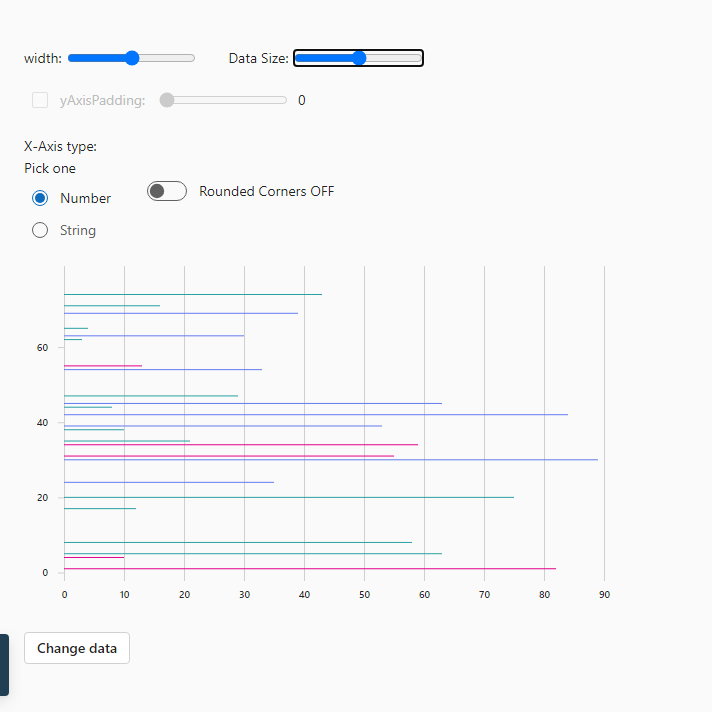 width: Data Size:
yAxisPadding: 0
X-Axis type:
Pick one
Number
Rounded Corners OFF
String
60
40
20
0
0 10 20 30 40 50 60 70 80 90
Change data